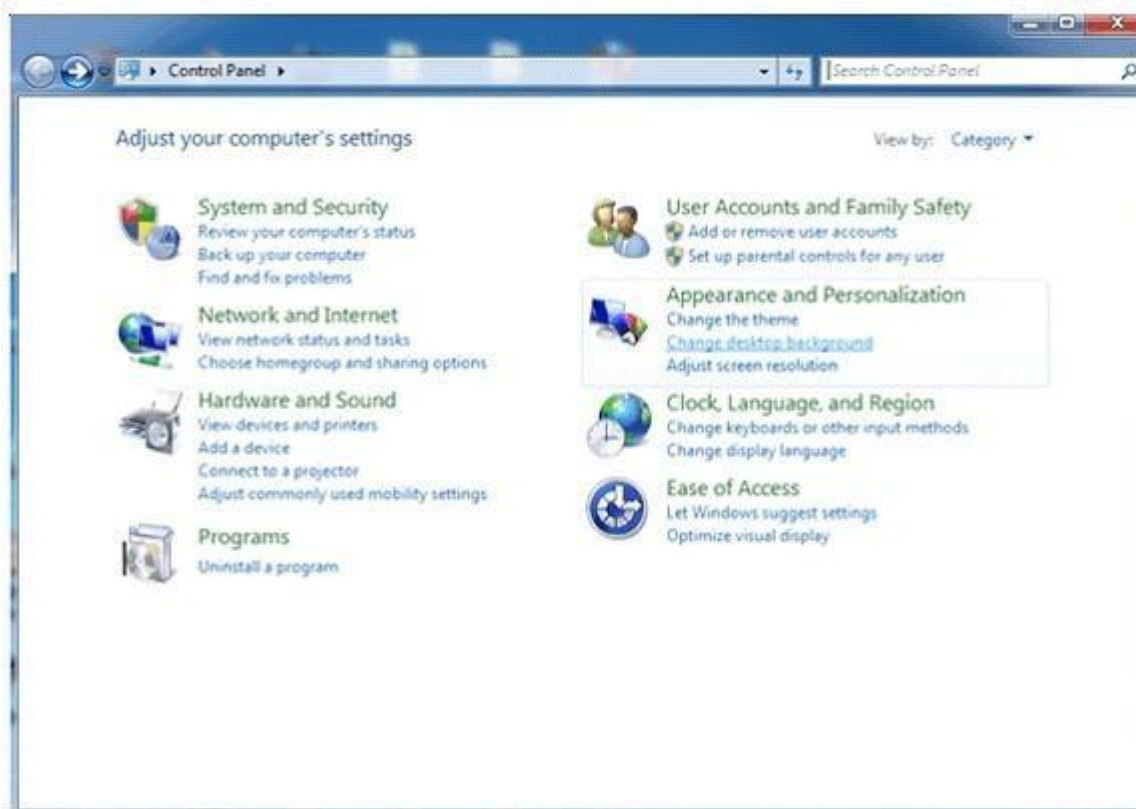 Control Panel
Search Control Panel
Adjust your computer's settings
View by: Category
System and Security
Review your computer's status
Back up your computer
Find and fix problems
Network and Internet
View network status and tasks
Choose homegroup and sharing options
Hardware and Sound
View devices and printers
Add a device
Connect to a projector
Adjust commonly used mobility settings
Programs
Uninstall a program
User Accounts and Family Safety
Add or remove user accounts
Set up parental controls for any user
Appearance and Personalization
Change the theme
Change desktop background
Adjust screen resolution
Clock, Language, and Region
Change keyboards or other input methods
Change display language
Ease of Access
Let Windows suggest settings
Optimize visual display